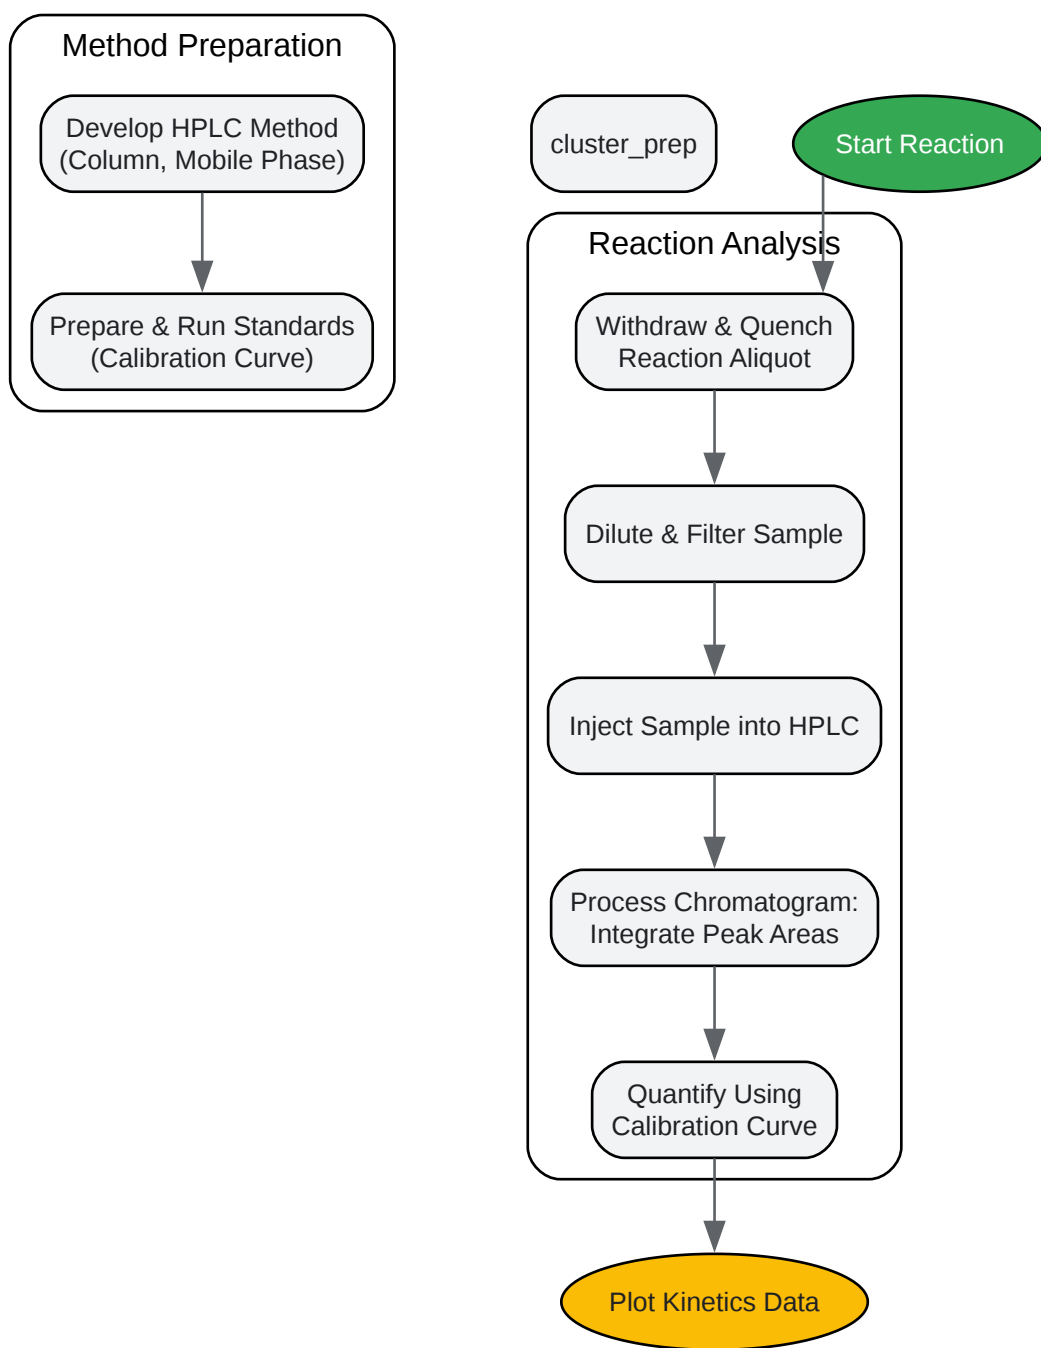 Method Preparation
Develop HPLC Method
(Column, Mobile Phase)
Prepare & Run Standards
(Calibration Curve)
cluster_prep
Start Reaction
Reaction Analysis
Withdraw & Quench
Reaction Aliquot
Dilute & Filter Sample
Inject Sample into HPLC
Process Chromatogram:
Integrate Peak Areas
Quantify Using
Calibration Curve
Plot Kinetics Data